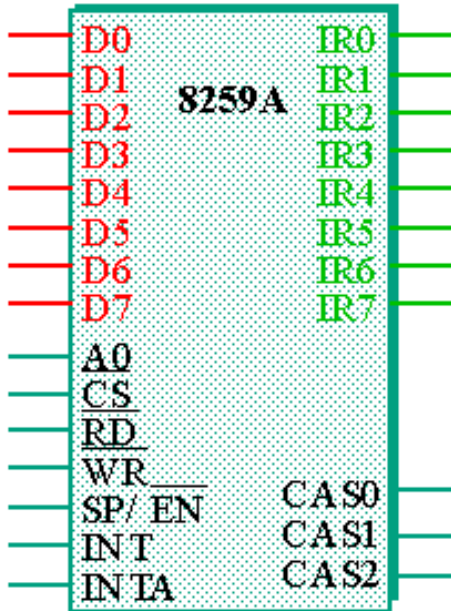 D0 IR0
D1 IR1
8259A
D2 IR2
D3 IR3
D4 IR4
D5 IR5
D6 IR6
D7 IR7
A0
CS
RD
WR
SP/ EN CAS0
INT CAS1
INTA CAS2